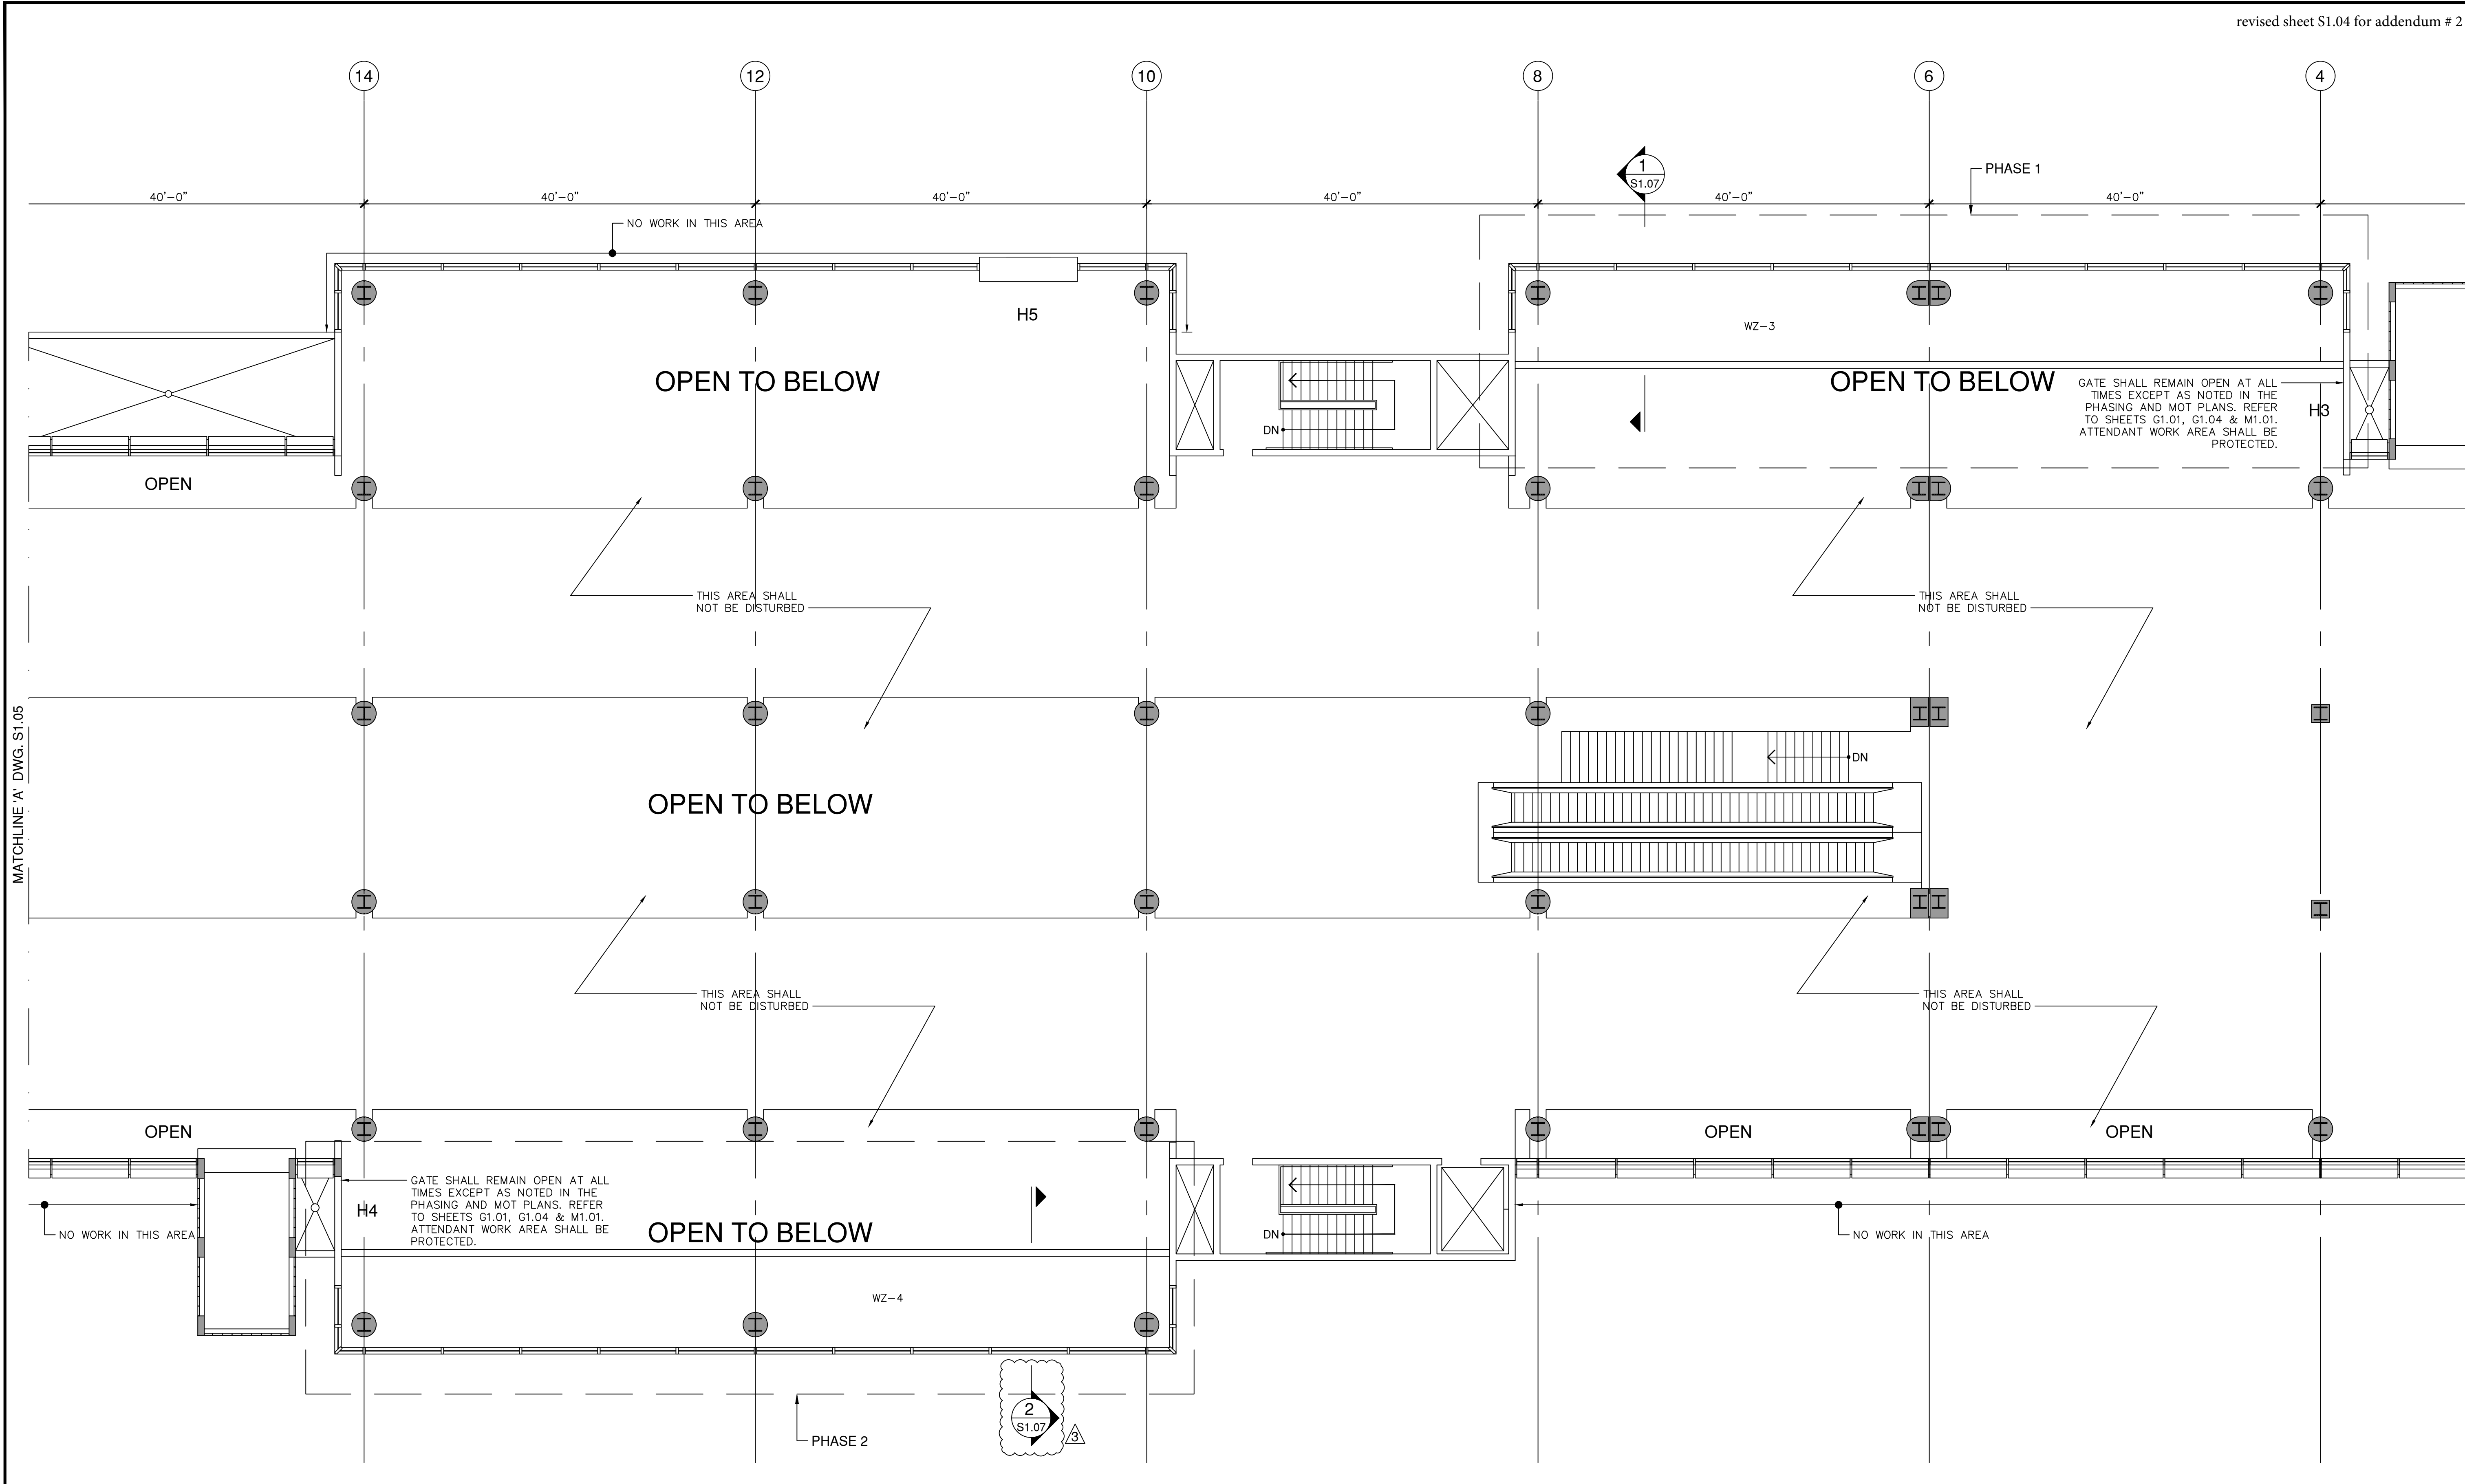 revised sheet S1.04 for addendum # 2
14
12
10
8
6
4
1
S1.07
PHASE 1
40'-0"
40'-0"
40'-0"
40'-0"
40'-0"
40'-0"
NO WORK IN THIS AREA
H5
WZ-3
OPEN TO BELOW
OPEN TO BELOW
GATE SHALL REMAIN OPEN AT ALL
TIMES EXCEPT AS NOTED IN THE
PHASING AND MOT PLANS. REFER
TO SHEETS G1.01, G1.04 & M1.01.
ATTENDANT WORK AREA SHALL BE
PROTECTED.
H3
DN
OPEN
THIS AREA SHALL
NOT BE DISTURBED
THIS AREA SHALL
NOT BE DISTURBED
MATCHLINE 'A' DWG. S1.05
DN
OPEN TO BELOW
THIS AREA SHALL
NOT BE DISTURBED
THIS AREA SHALL
NOT BE DISTURBED
OPEN
OPEN
OPEN
GATE SHALL REMAIN OPEN AT ALL
TIMES EXCEPT AS NOTED IN THE
PHASING AND MOT PLANS. REFER
TO SHEETS G1.01, G1.04 & M1.01.
ATTENDANT WORK AREA SHALL BE
PROTECTED.
H4
OPEN TO BELOW
DN
NO WORK IN THIS AREA
NO WORK IN THIS AREA
WZ-4
2
S1.07
3
PHASE 2